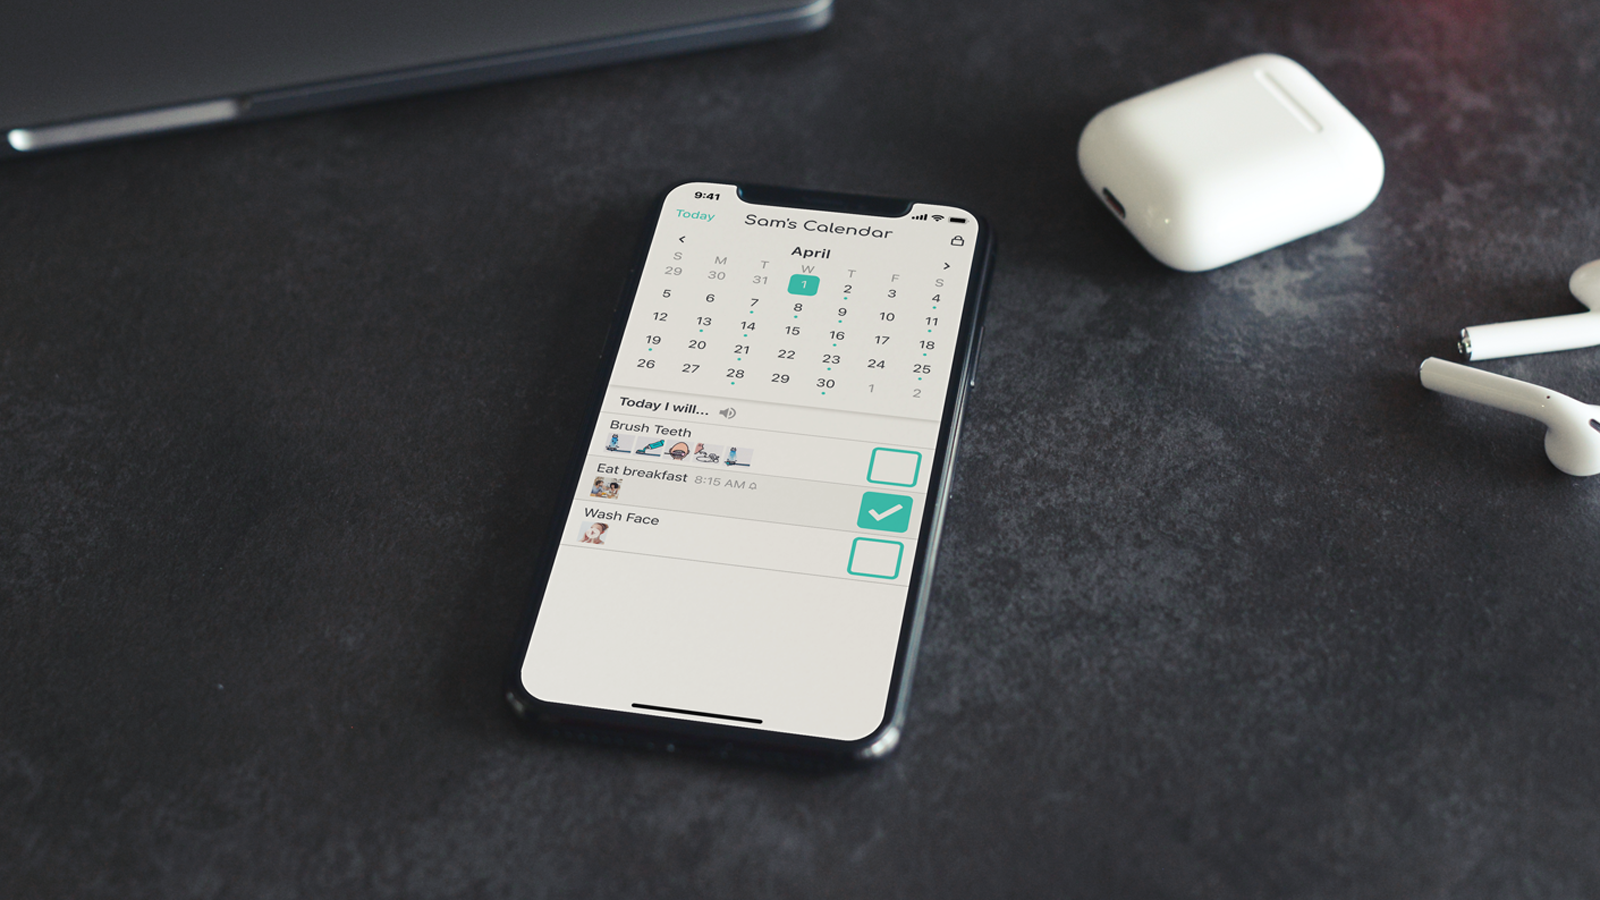 9:41
Today
Sam's Calendar
April
S M T W T F S
29 30 31 1 2 3 4
5 6 7 8 9 10 11
12 13 14 15 16 17 18
19 20 21 22 23 24 25
26 27 28 29 30 1 2
Today I will...
Brush Teeth
Eat breakfast 8:15 AM
Wash Face